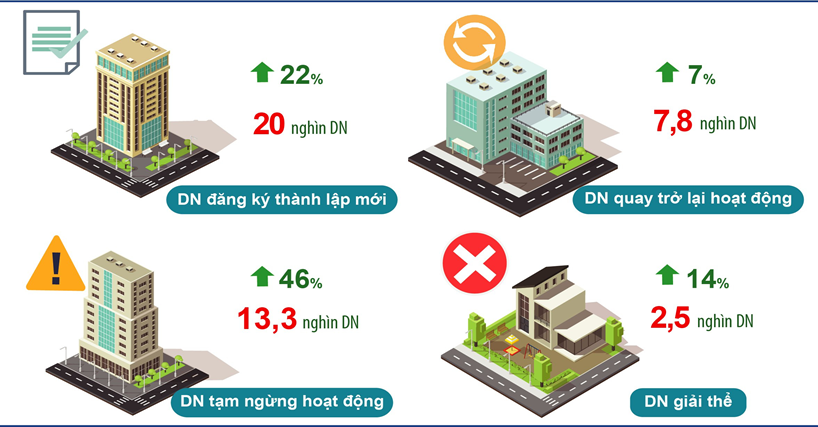 22%
20 nghìn DN
DN đăng ký thành lập mới
7%
7,8 nghìn DN
DN quay trở lại hoạt động
46%
13,3 nghìn DN
DN tạm ngừng hoạt động
14%
2,5 nghìn DN
DN giải thể